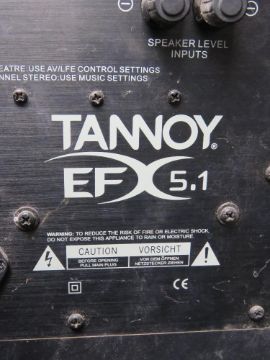 SPEAKER LEVEL
INPUTS
EATRE:USE AV/LFE CONTROL SETTINGS
NNEL STEREO:USE MUSIC SETTINGS
TANNOY®
EFX 5.1
WARNING: TO REDUCE THE RISK OF FIRE OR ELECTRIC SHOCK,
DO NOT EXPOSE THIS APPLIANCE TO RAIN OR MOISTURE.
CAUTION VORSICHT
BEFORE OPENING VOR DEM ÖFFNEN
PULL MAIN PLUG NETZSTECKER ZIEHEN
CE